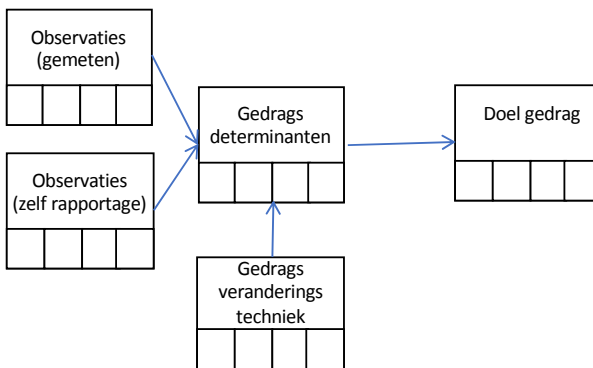 Observaties
(gemeten)
Observaties
(zelf rapportage)
Gedrags
determinanten
Gedrags
veranderings
techniek
Doel gedrag